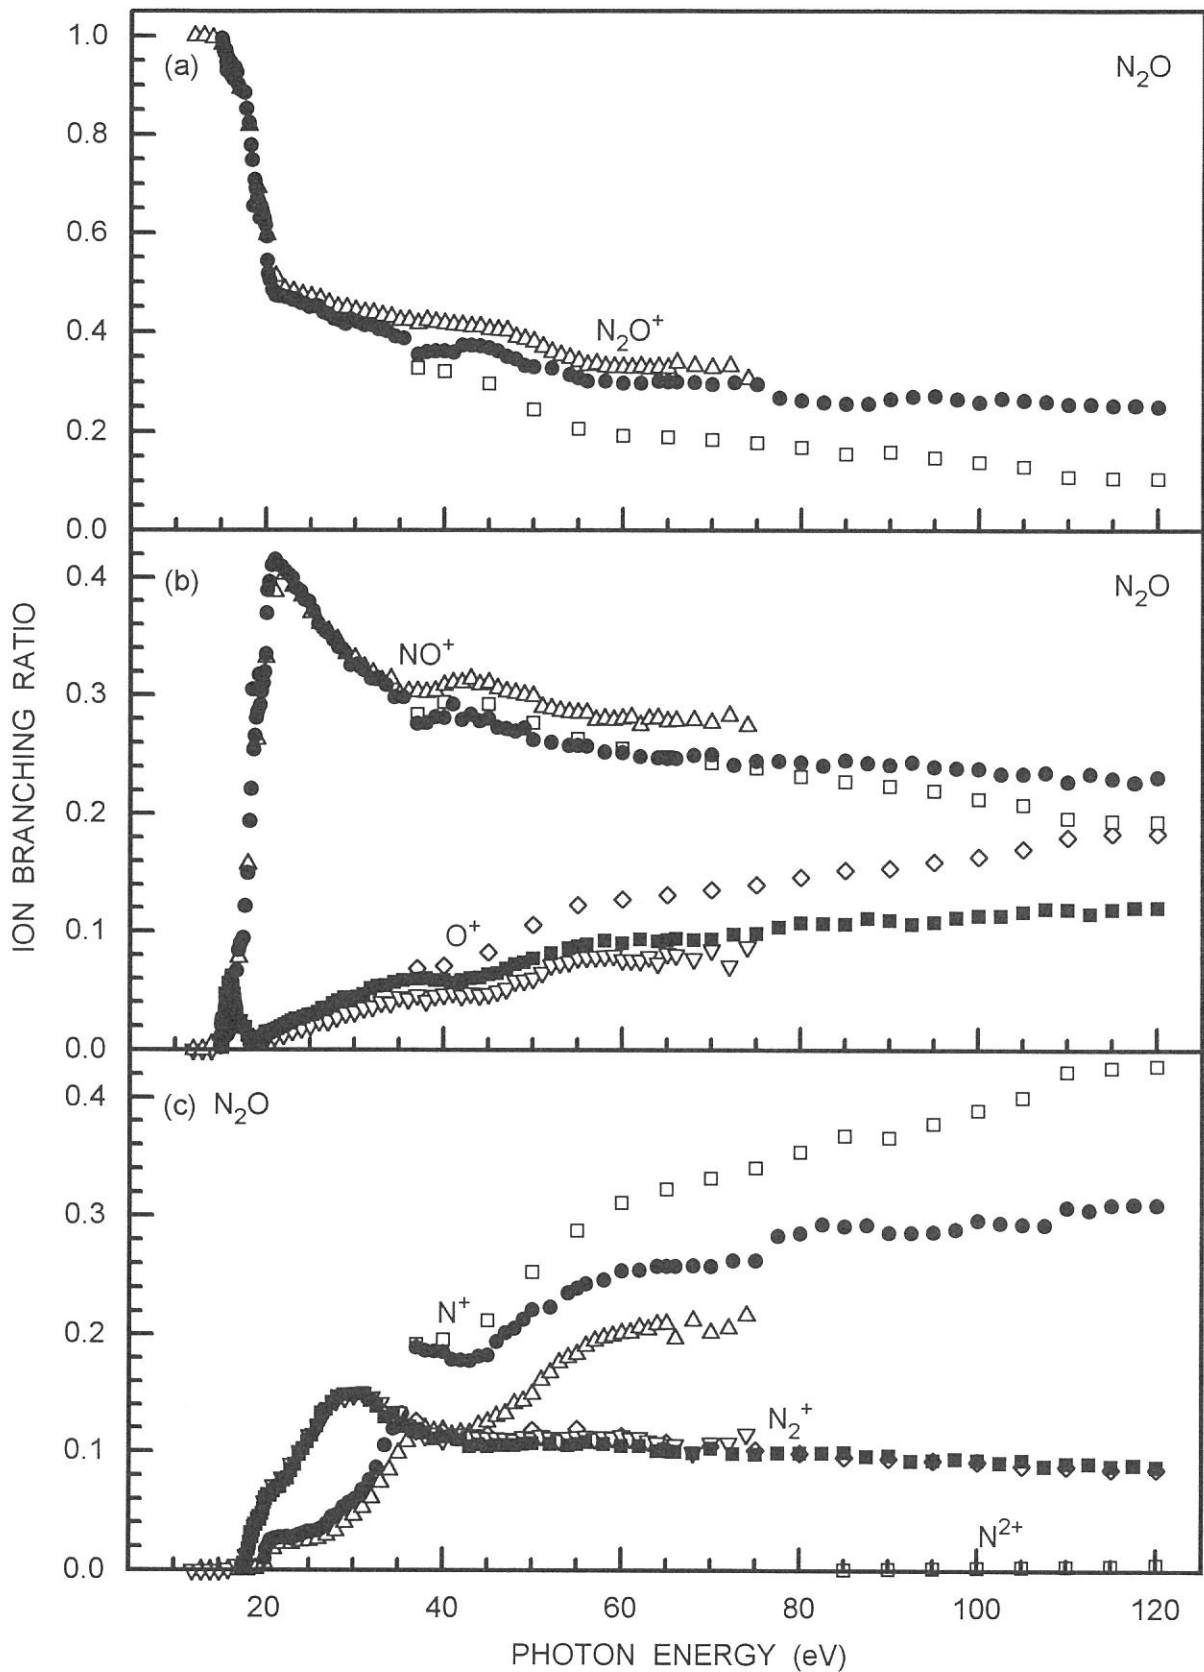 1.0
(a)
N₂O
0.8
0.6
N₂O⁺
0.4
0.2
0.0
(b)
N₂O
0.4
NO⁺
0.3
0.2
O⁺
0.1
0.0
ION BRANCHING RATIO
(c) N₂O
0.4
0.3
N⁺
0.2
N₂⁺
0.1
N²⁺
0.0
20 40 60 80 100 120
PHOTON ENERGY (eV)